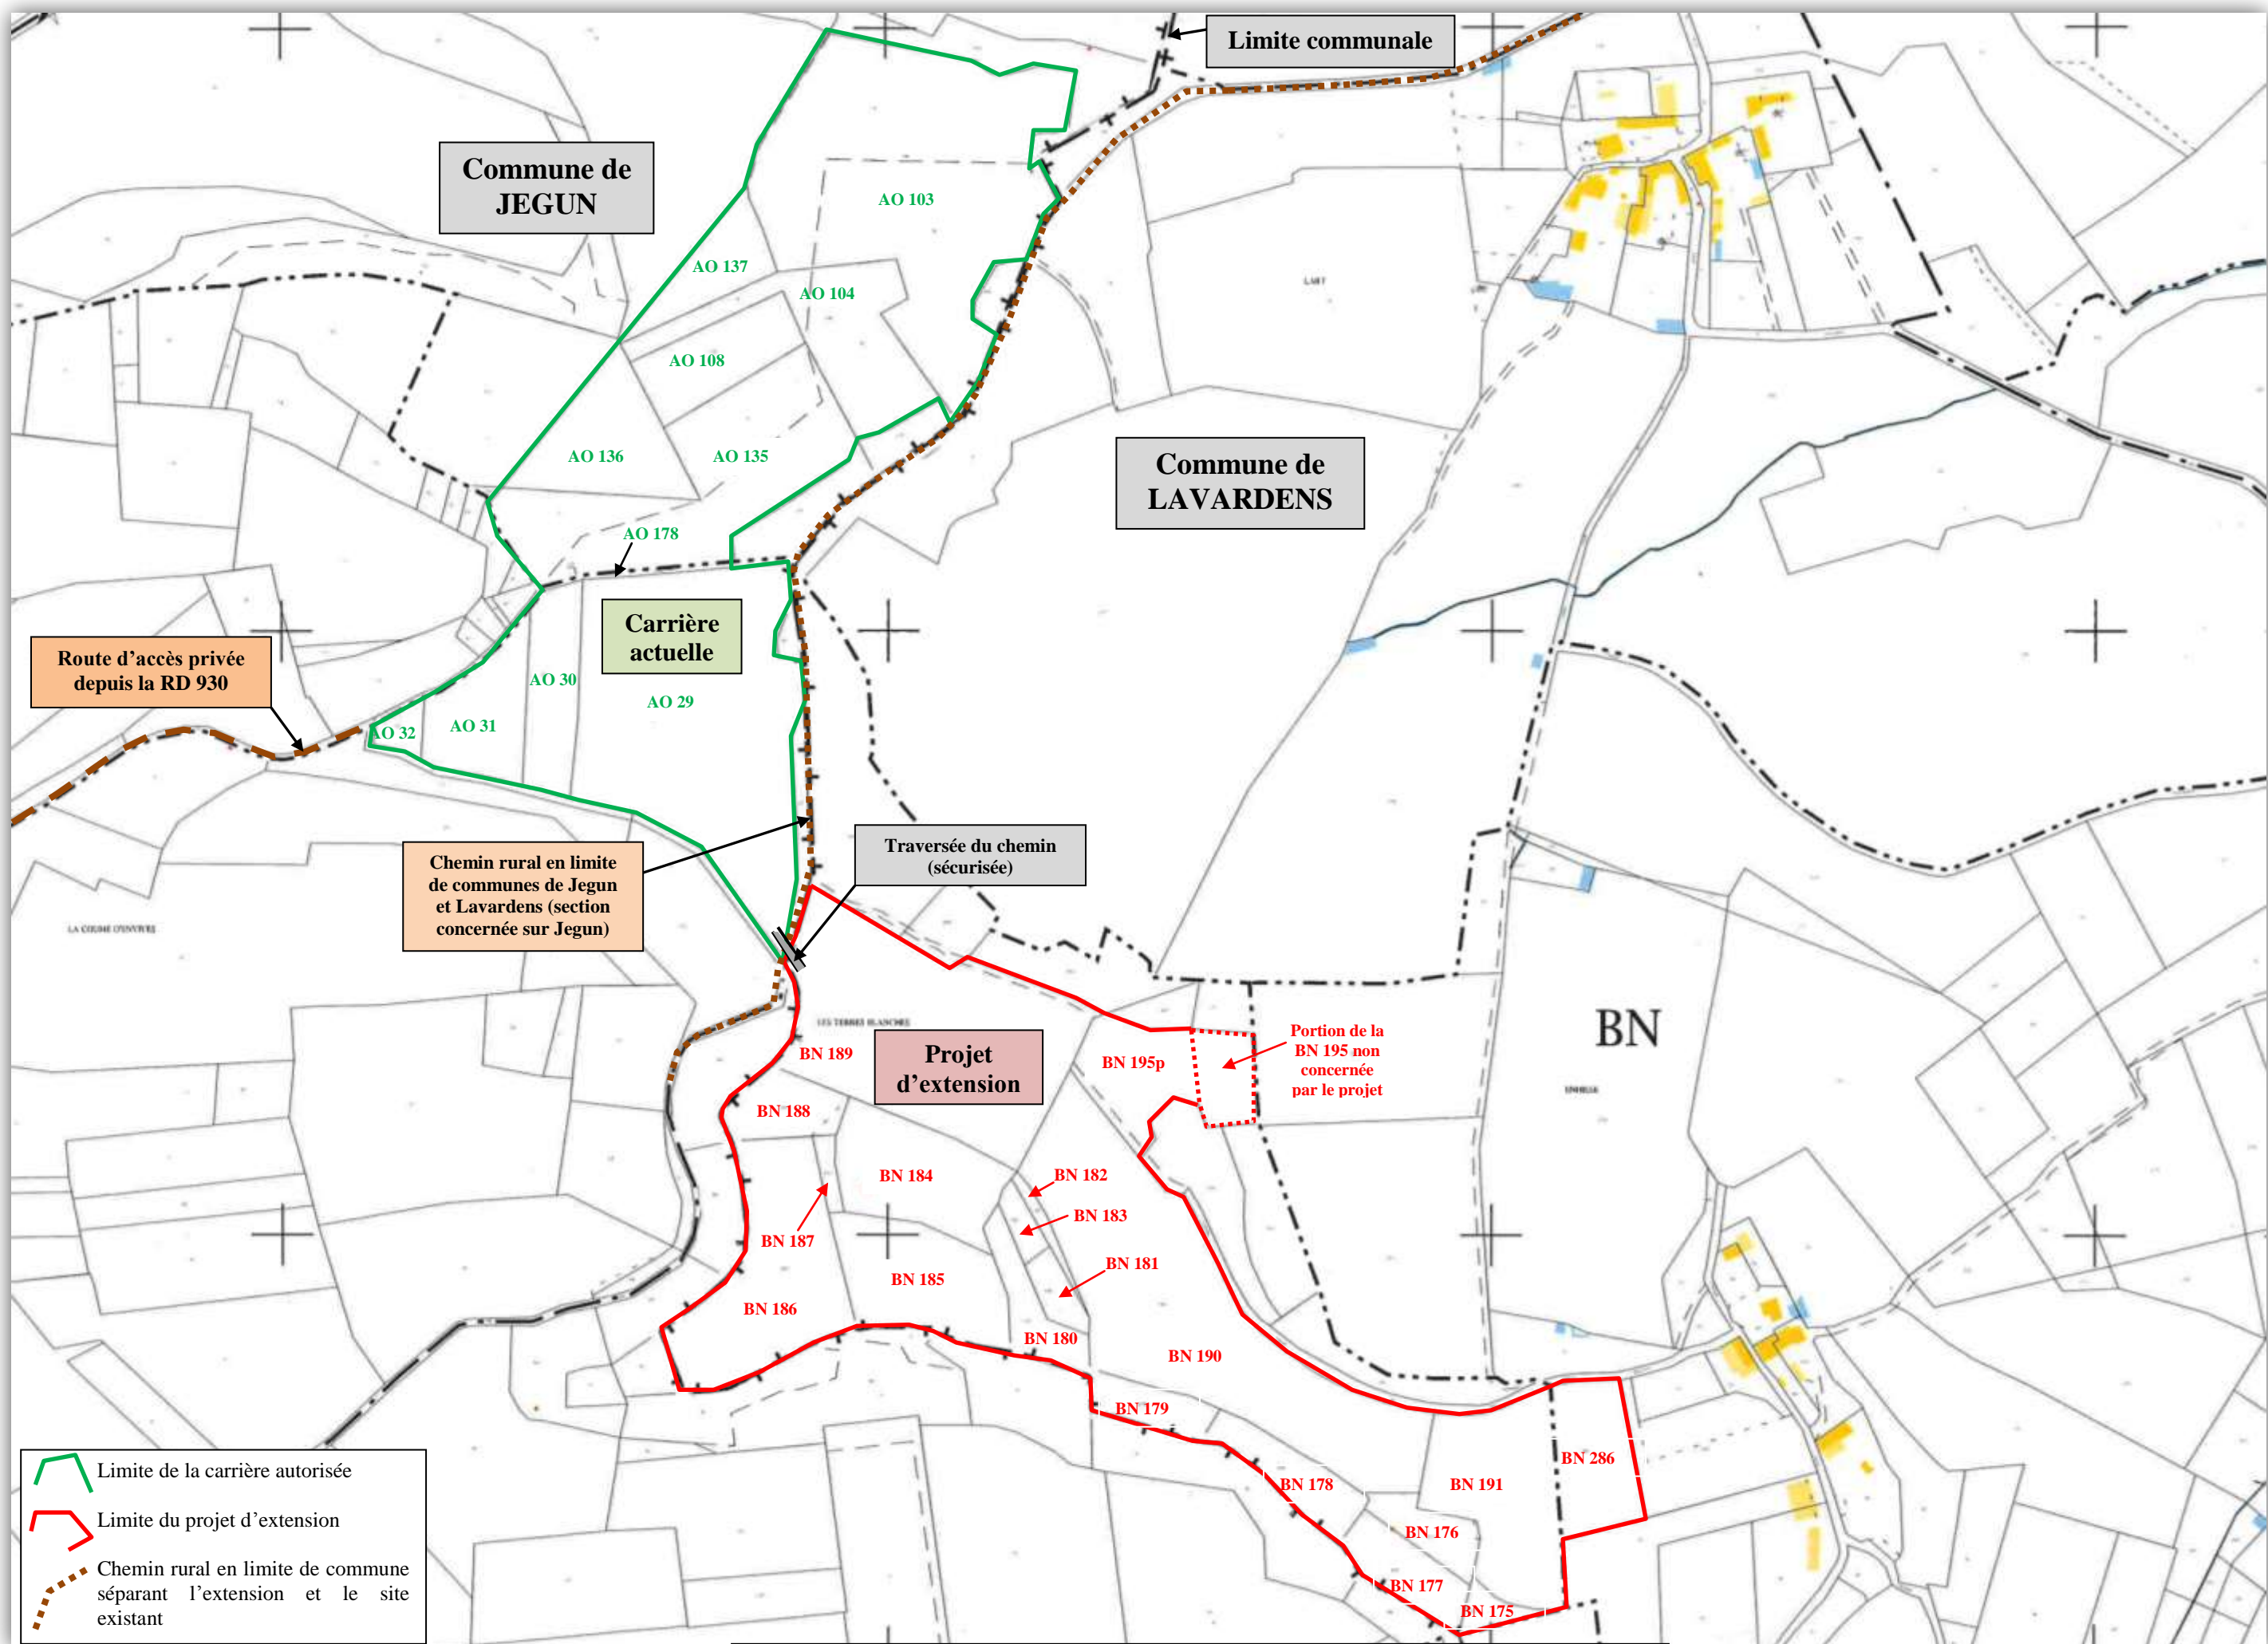 Limite communale
Commune de
JEGUN
AO 103
AO 137
AO 104
AO 108
AO 136
AO 135
AO 178
Commune de
LAVARDENS
Carrière
actuelle
Route d'accès privée
depuis la RD 930
AO 30
AO 29
AO 31
AO 32
Chemin rural en limite
de communes de Jegun
et Lavardens (section
concernée sur Jegun)
Traversée du chemin
(sécurisée)
LES TERRES BLANCHES
BN 189
Projet
d'extension
BN 195p
Portion de la
BN 195 non
concernée
par le projet
BN
BN 188
BN 184
BN 182
BN 183
BN 187
BN 181
BN 185
BN 186
BN 180
BN 190
BN 179
BN 286
BN 178
BN 191
BN 176
BN 177
BN 175
Limite de la carrière autorisée
Limite du projet d'extension
Chemin rural en limite de commune
séparant l'extension et le site
existant